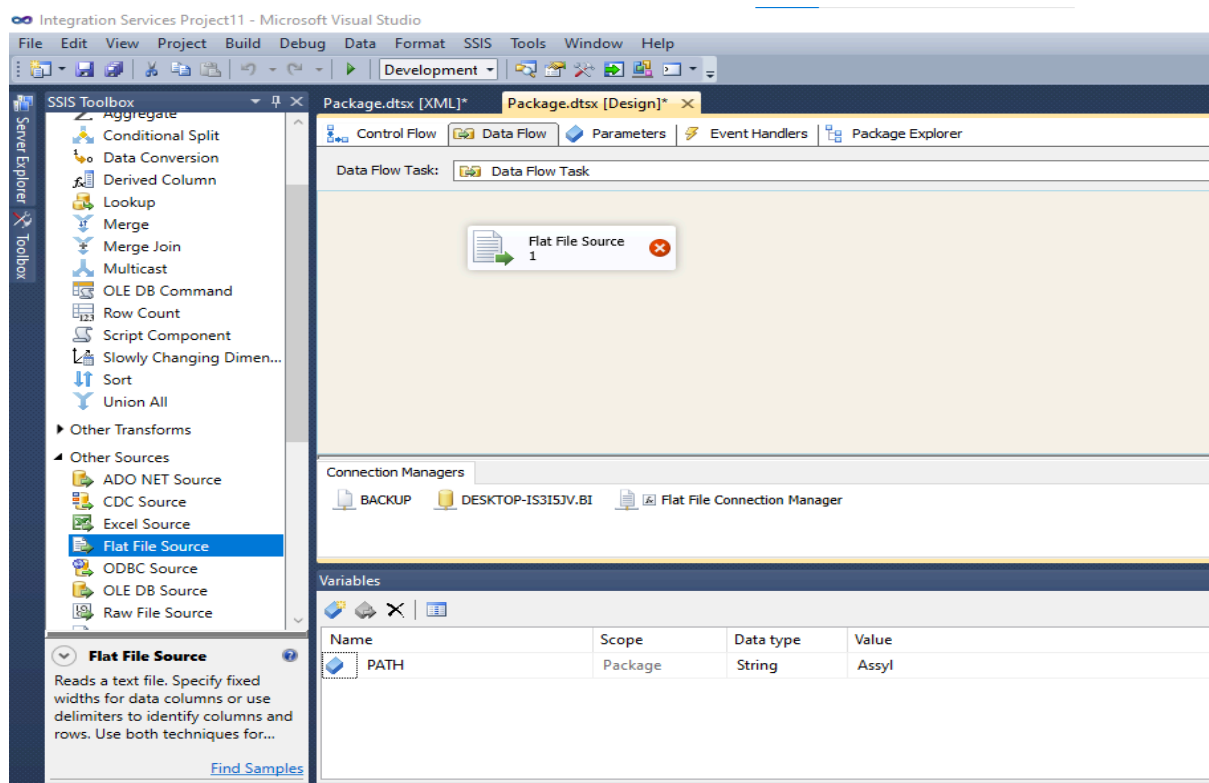 Integration Services Project11 - Microsoft Visual Studio
File Edit View Project Build Debug Data Format SSIS Tools Window Help
Development
Server Explorer
Toolbox
SSIS Toolbox
Aggregate
Conditional Split
Data Conversion
Derived Column
Lookup
Merge
Merge Join
Multicast
OLE DB Command
Row Count
Script Component
Slowly Changing Dimen...
Sort
Union All
Other Transforms
Other Sources
ADO NET Source
CDC Source
Excel Source
Flat File Source
ODBC Source
OLE DB Source
Raw File Source
Flat File Source
Reads a text file. Specify fixed
widths for data columns or use
delimiters to identify columns and
rows. Use both techniques for...
Find Samples
Package.dtsx [XML]* Package.dtsx [Design]*
Control Flow Data Flow Parameters Event Handlers Package Explorer
Data Flow Task: Data Flow Task
Flat File Source
1
Connection Managers
BACKUP DESKTOP-IS3I5JV.BI Flat File Connection Manager
Variables
Name Scope Data type Value
PATH Package String Assyl